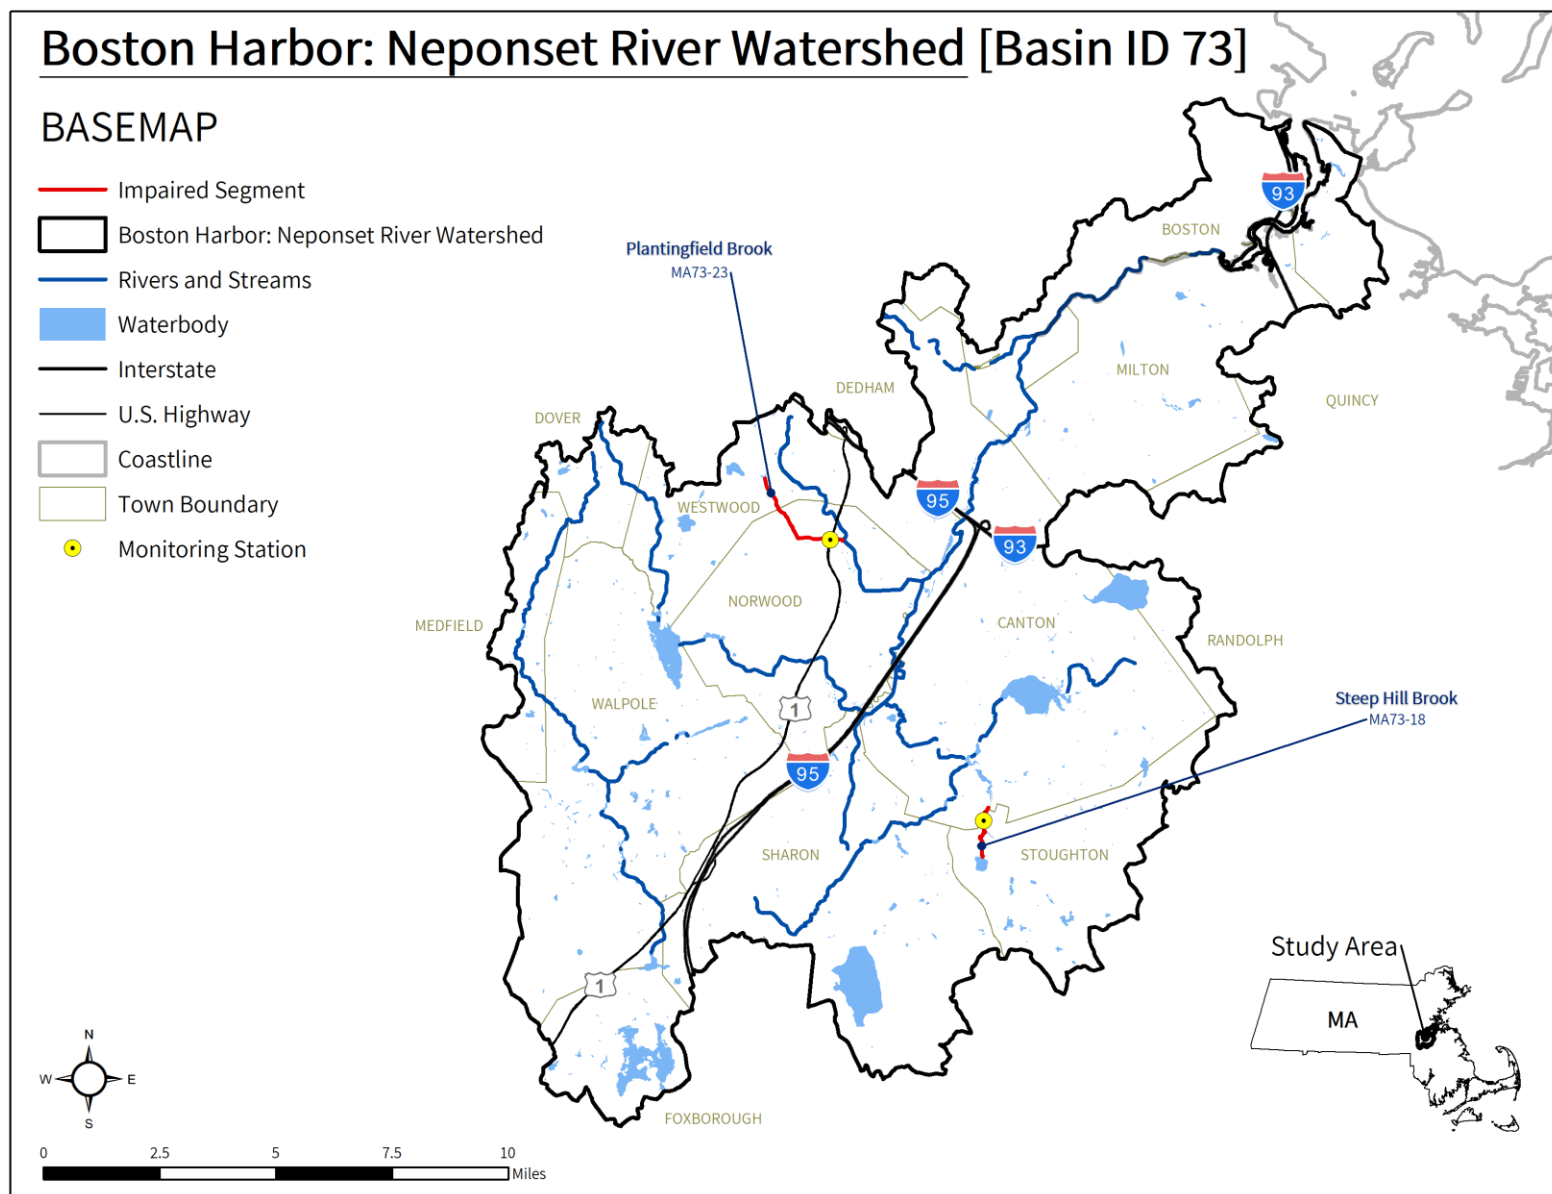 Boston Harbor: Neponset River Watershed [Basin ID 73]
BASEMAP
Impaired Segment
Boston Harbor: Neponset River Watershed
Rivers and Streams
Waterbody
Interstate
U.S. Highway
Coastline
Town Boundary
Monitoring Station
Plantingfield Brook
MA73-23
93
BOSTON
MILTON
QUINCY
DEDHAM
DOVER
WESTWOOD
95
93
NORWOOD
CANTON
MEDFIELD
RANDOLPH
WALPOLE
1
Steep Hill Brook
MA73-18
95
SHARON
STOUGHTON
1
FOXBOROUGH
Study Area
MA
N
W
E
S
0
2.5
5
7.5
10
Miles